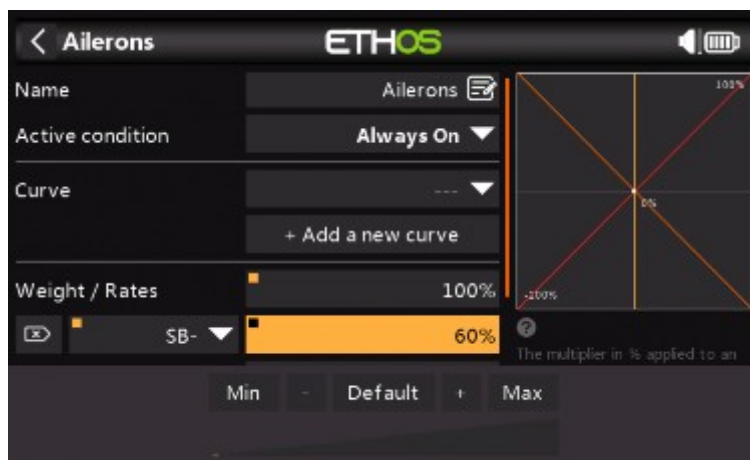 Ailerons
ETHOS
Name
Ailerons
Active condition
Always On
Curve
---
+ Add a new curve
Weight / Rates
100%
SB-
60%
100%
0%
-100%
?
The multiplier in % applied to an
Min - Default + Max